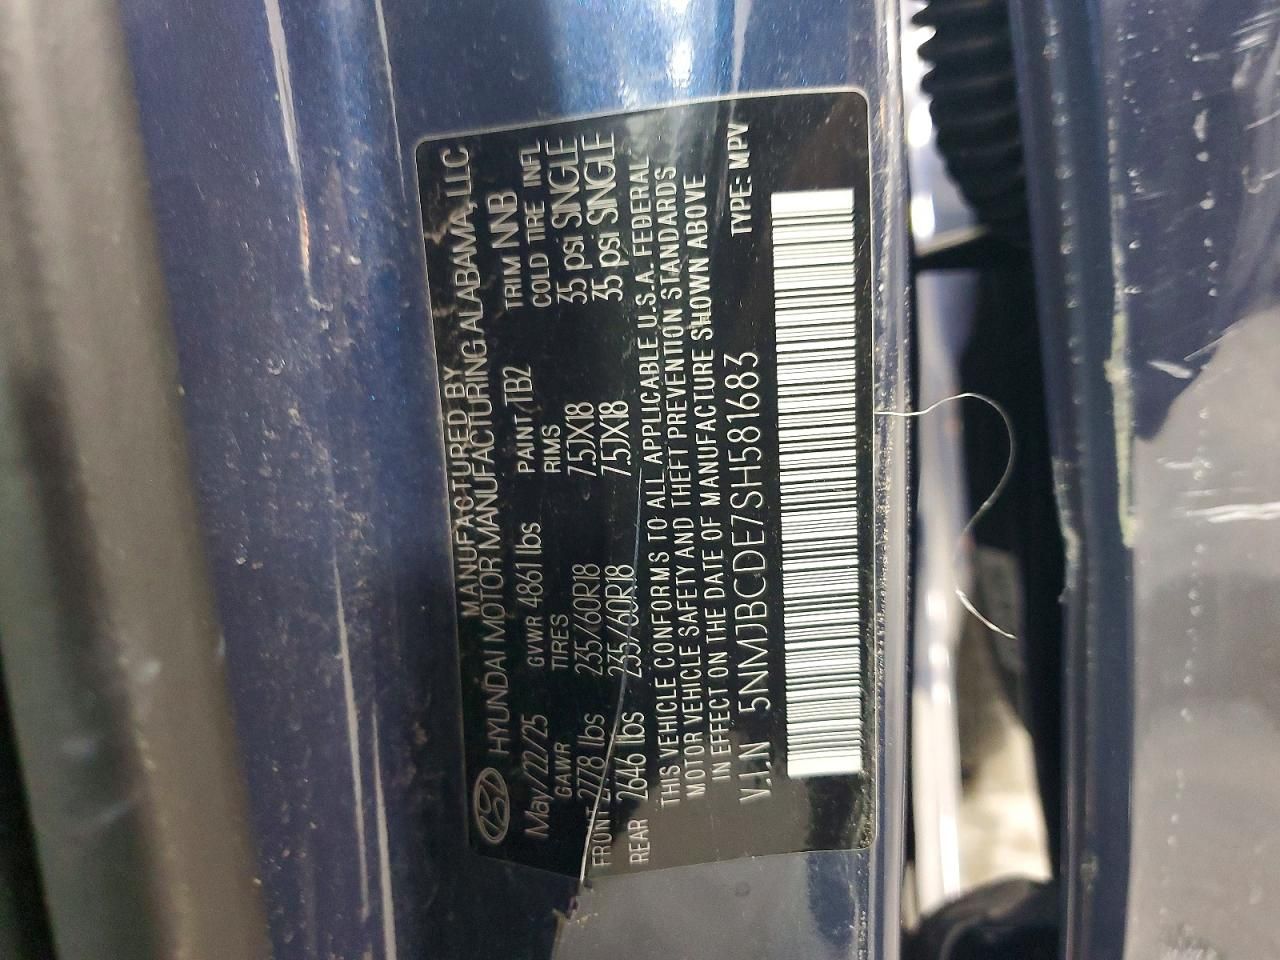 MANUFACTURED BY
HYUNDAI MOTOR MANUFACTURING ALABAMA, LLC
May/22/25 GVWR 4861 lbs PAINT TB2 TRIM NNB
GAWR TIRES RIMS COLD TIRE INFL
FRONT 2778 lbs 235/60R18 7.5JX18 35 psi SINGLE
REAR 2646 lbs 235/60R18 7.5JX18 35 psi SINGLE
THIS VEHICLE CONFORMS TO ALL APPLICABLE U.S.A. FEDERAL
MOTOR VEHICLE SAFETY AND THEFT PREVENTION STANDARDS
IN EFFECT ON THE DATE OF MANUFACTURE SHOWN ABOVE
V.I.N 5NMJBCDE7SH581683 TYPE: MPV